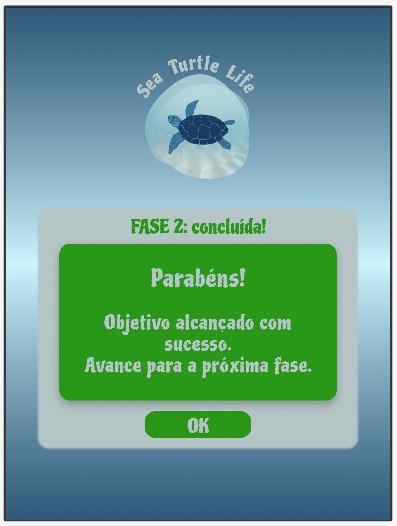 Sea Turtle Life
FASE 2: concluída!
Parabéns!
Objetivo alcançado com
sucesso.
Avance para a próxima fase.
OK